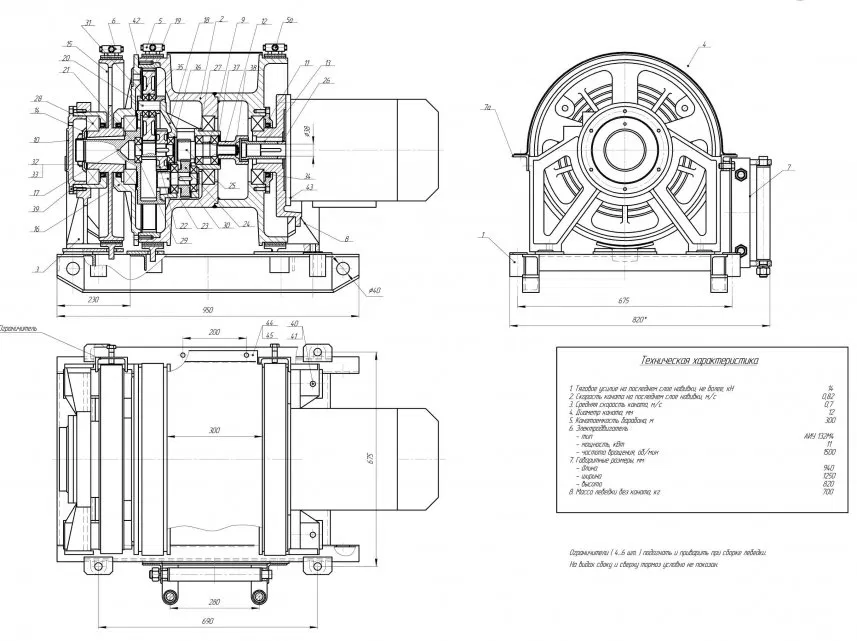 31 6 42 5 19 18 2 9 12 5а
15 20 21 35 36 27 37 38 11 13 26
28 14 10 32 33 17 39 16 3
⌀38
34 43 25 22 23 30 24 29 8
⌀40
230
950
4
7а
7
1
675
820*
Ограничитель
200
44
45
40
41
300
675
280
690
Техническая характеристика
1. Тяговое усилие на последнем слое навивки, не более, кН 14
2. Скорость каната на последнем слое навивки, м/с 0,82
3. Средняя скорость каната, м/с 0,7
4. Диаметр каната, мм 12
5. Канатоемкость барабана, м 300
6. Электродвигатель
- тип АИУ 132М4
- мощность, кВт 11
- частота вращения, об/мин 1500
7. Габаритные размеры, мм
- длина 940
- ширина 1250
- высота 820
8. Масса лебедки без каната, кг 700
Ограничители ( 4...6 шт. ) подогнать и приварить при сборке лебедки.
На видах сбоку и сверху тормоз условно не показан.